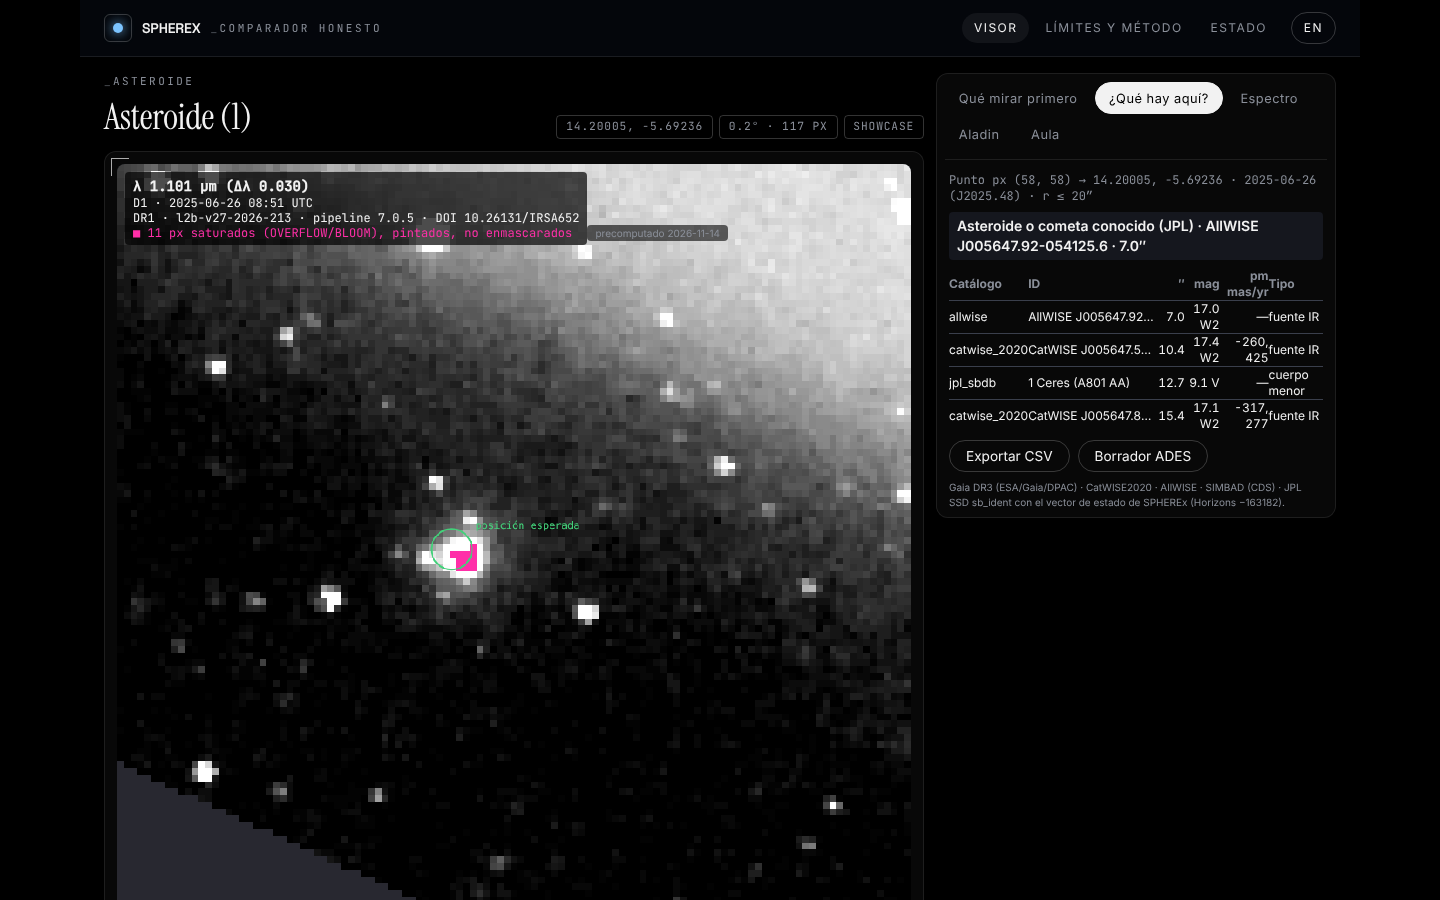 SPHEREX _COMPARADOR HONESTO
VISOR LÍMITES Y MÉTODO ESTADO EN
_ASTEROIDE
Asteroide (1)
14.20005, -5.69236 0.2° · 117 PX SHOWCASE
λ 1.101 µm (Δλ 0.030)
D1 · 2025-06-26 08:51 UTC
DR1 · l2b-v27-2026-213 · pipeline 7.0.5 · DOI 10.26131/IRSA652
■ 11 px saturados (OVERFLOW/BLOOM), pintados, no enmascarados
precomputado 2026-11-14
posición esperada
Qué mirar primero ¿Qué hay aquí? Espectro
Aladin Aula
Punto px (58, 58) → 14.20005, -5.69236 · 2025-06-26
(J2025.48) · r ≤ 20″
Asteroide o cometa conocido (JPL) · AllWISE
J005647.92-054125.6 · 7.0″
Catálogo ID ″ mag pm mas/yr Tipo
allwise AllWISE J005647.92… 7.0 17.0 W2 — fuente IR
catwise_2020 CatWISE J005647.5… 10.4 17.4 W2 -260, 425 fuente IR
jpl_sbdb 1 Ceres (A801 AA) 12.7 9.1 V — cuerpo menor
catwise_2020 CatWISE J005647.8… 15.4 17.1 W2 -317, 277 fuente IR
Exportar CSV Borrador ADES
Gaia DR3 (ESA/Gaia/DPAC) · CatWISE2020 · AllWISE · SIMBAD (CDS) · JPL
SSD sb_ident con el vector de estado de SPHEREx (Horizons −163182).